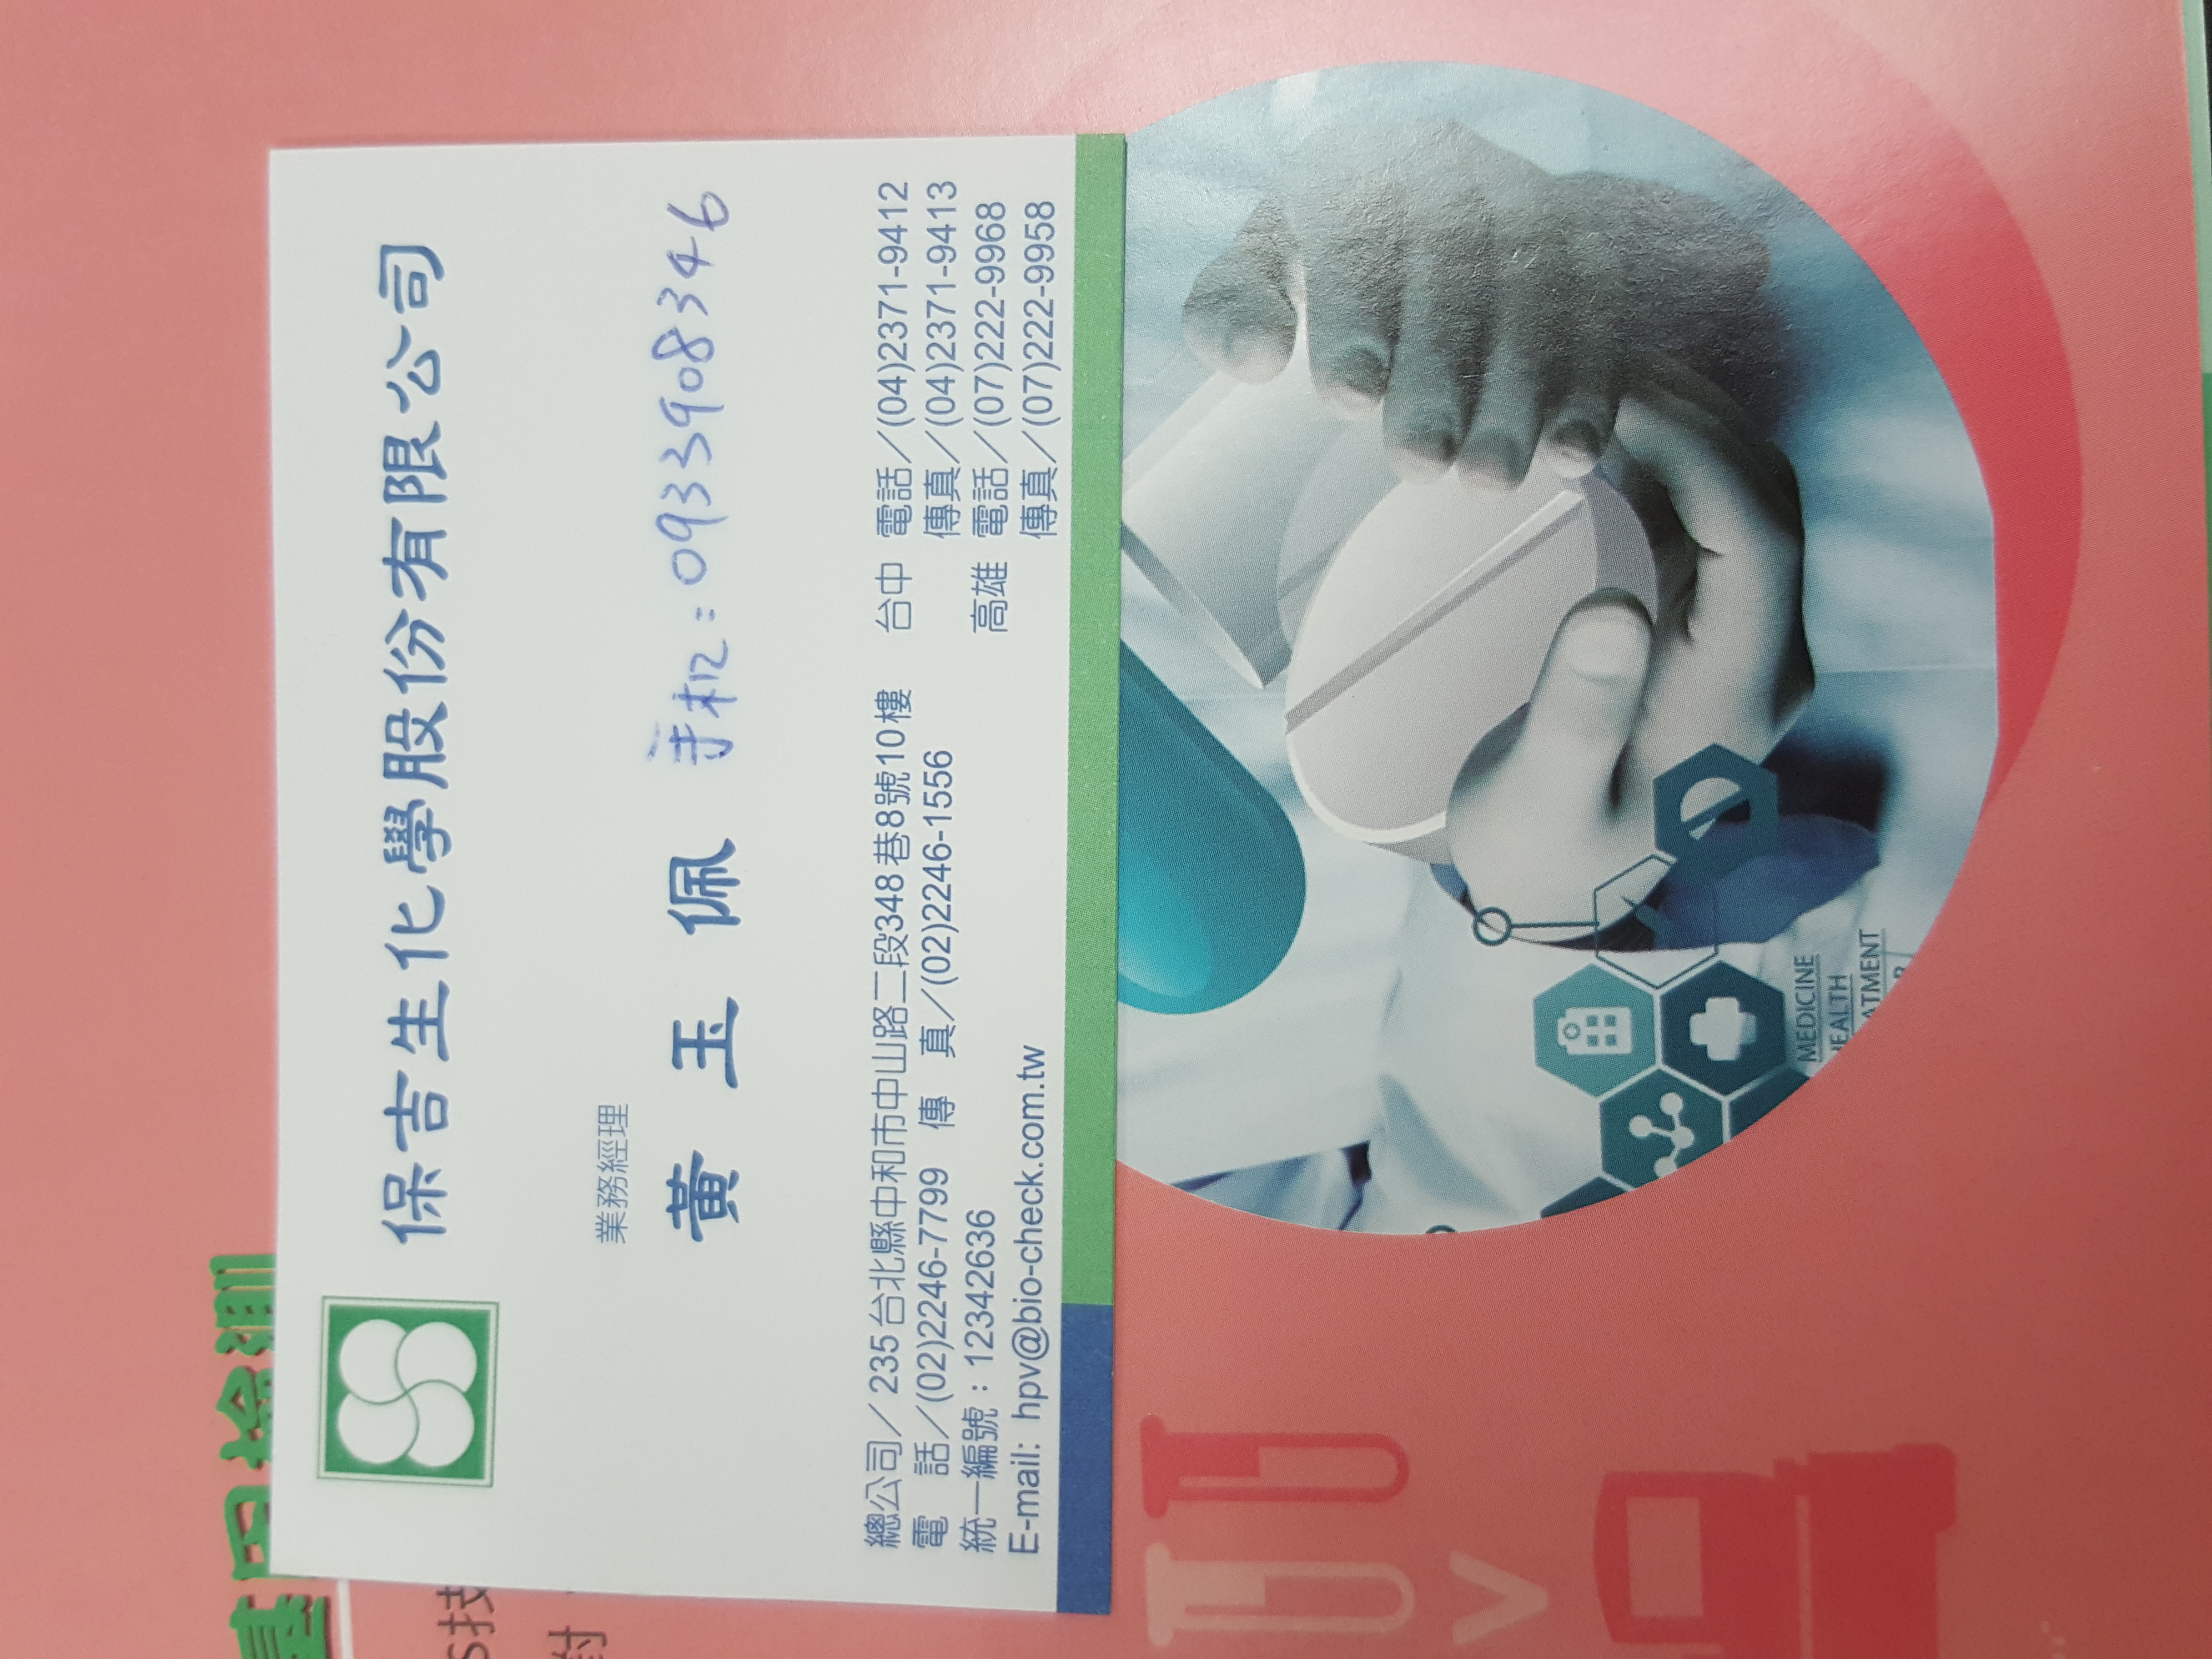 基因檢測
S技
對
保吉生化學股份有限公司
業務經理
黃玉佩 手机:0933908346
總公司/235台北縣中和市中山路二段348巷8號10樓
電 話/(02)2246-7799 傳 真/(02)2246-1556
統一編號:12342636
E-mail: hpv@bio-check.com.tw
台中 電話/(04)2371-9412
傳真/(04)2371-9413
高雄 電話/(07)222-9968
傳真/(07)222-9958
MEDICINE
HEALTH
ATMENT